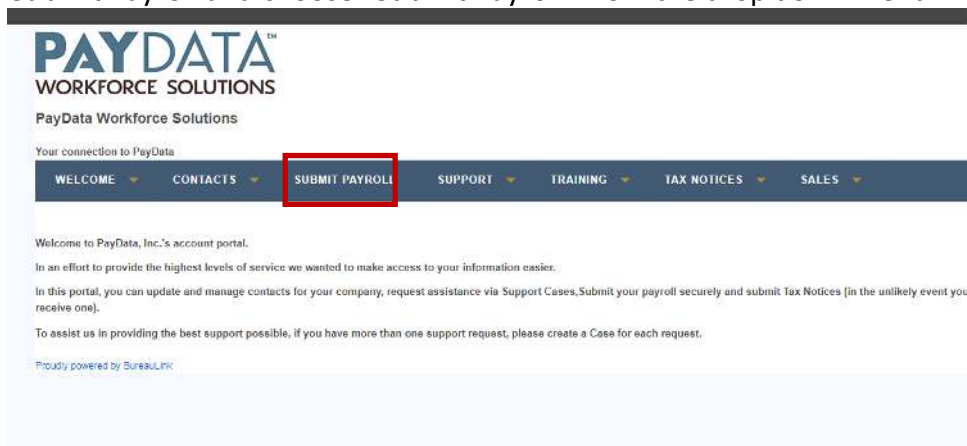 PAYDATA™
WORKFORCE SOLUTIONS
PayData Workforce Solutions
Your connection to PayData
WELCOME CONTACTS SUBMIT PAYROLL SUPPORT TRAINING TAX NOTICES SALES
Welcome to PayData, Inc.'s account portal.
In an effort to provide the highest levels of service we wanted to make access to your information easier.
In this portal, you can update and manage contacts for your company, request assistance via Support Cases,Submit your payroll securely and submit Tax Notices (in the unlikely event you
receive one).
To assist us in providing the best support possible, if you have more than one support request, please create a Case for each request.
Proudly powered by BureauLink